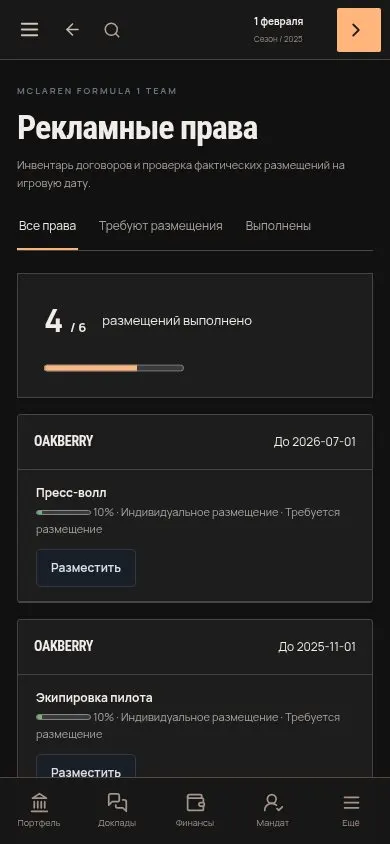 1 февраля
Сезон / 2025
MCLAREN FORMULA 1 TEAM
Рекламные права
Инвентарь договоров и проверка фактических размещений на
игровую дату.
Все права
Требуют размещения
Выполнены
4 / 6 размещений выполнено
OAKBERRY
До 2026-07-01
Пресс-волл
10% · Индивидуальное размещение · Требуется
размещение
Разместить
OAKBERRY
До 2025-11-01
Экипировка пилота
10% · Индивидуальное размещение · Требуется
размещение
Разместить
Портфель
Доклады
Финансы
Мандат
Ещё